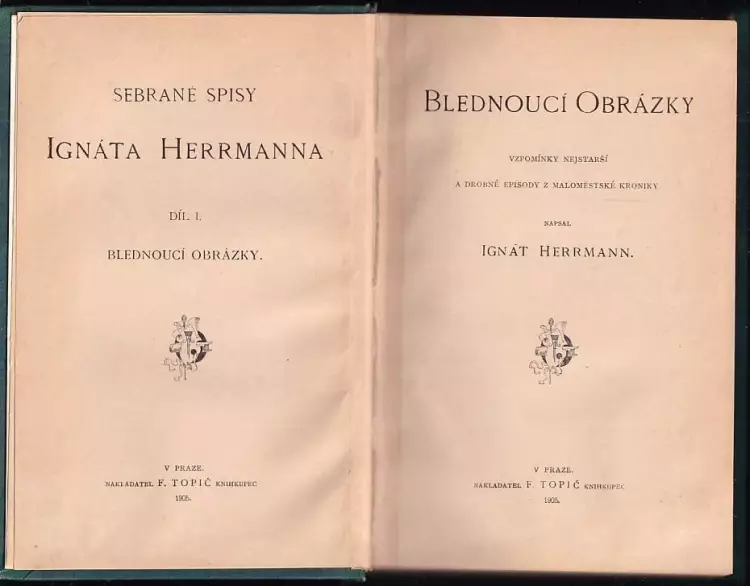 SEBRANÉ SPISY
IGNÁTA HERRMANNA
DÍL I.
BLEDNOUCÍ OBRÁZKY.
V PRAZE.
NAKLADATEL F. TOPIČ KNIHKUPEC
1905.
BLEDNOUCÍ OBRÁZKY
VZPOMÍNKY NEJSTARŠÍ
A DROBNÉ EPISODY Z MALOMĚSTSKÉ KRONIKY
NAPSAL
IGNÁT HERRMANN.
V PRAZE.
NAKLADATEL F. TOPIČ KNIHKUPEC
1905.